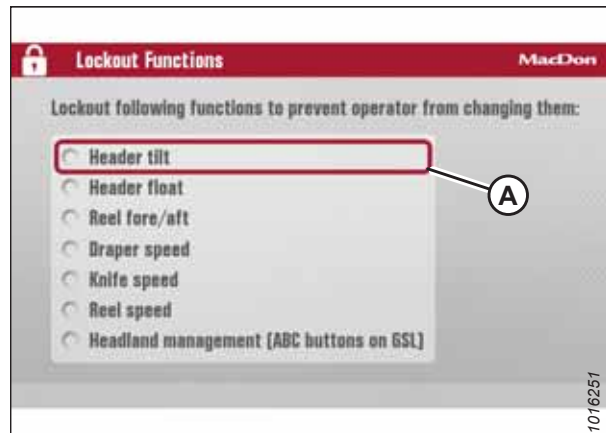 Lockout Functions
MacDon
Lockout following functions to prevent operator from changing them:
Header tilt
A
Header float
Reel fore/aft
Draper speed
Knife speed
Reel speed
Headland management (ABC buttons on GSL)
1016251